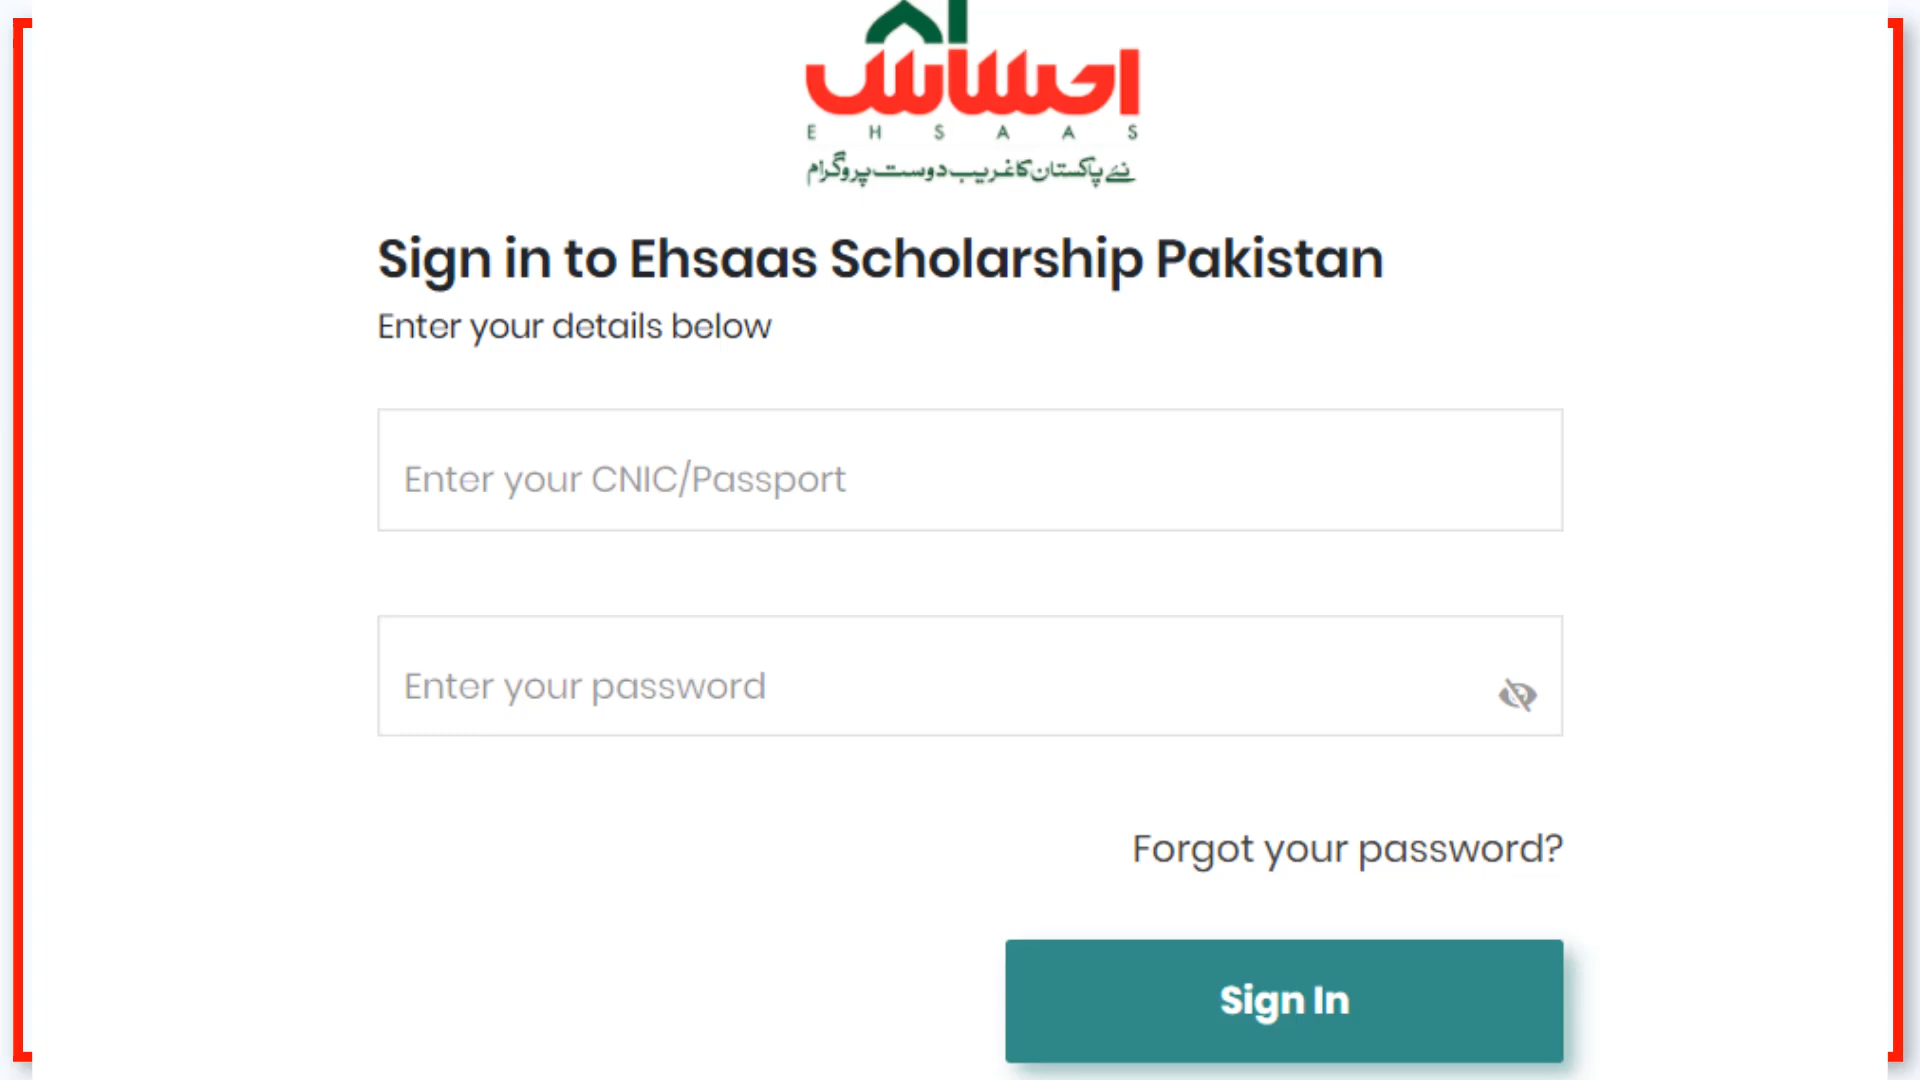 احساس
EHSAAS
نئے پاکستان کا غریب دوست پروگرام
Sign in to Ehsaas Scholarship Pakistan
Enter your details below
Enter your CNIC/Passport
Enter your password
Forgot your password?
Sign In